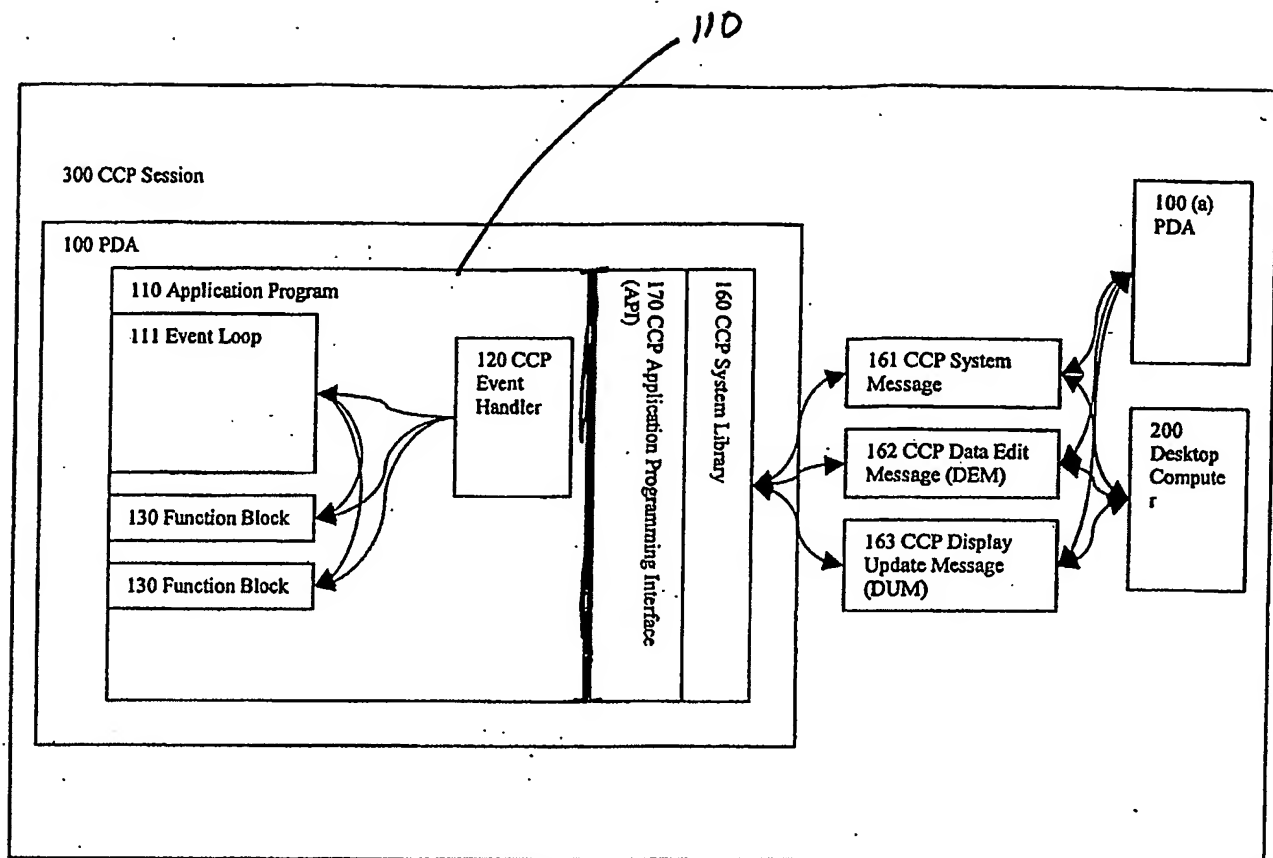 110
300 CCP Session
100 PDA
110 Application Program
111 Event Loop
120 CCP
Event
Handler
130 Function Block
130 Function Block
170 CCP Application Programming Interface
(API)
160 CCP System Library
161 CCP System
Message
162 CCP Data Edit
Message (DEM)
163 CCP Display
Update Message
(DUM)
100 (a)
PDA
200
Desktop
Compute
r